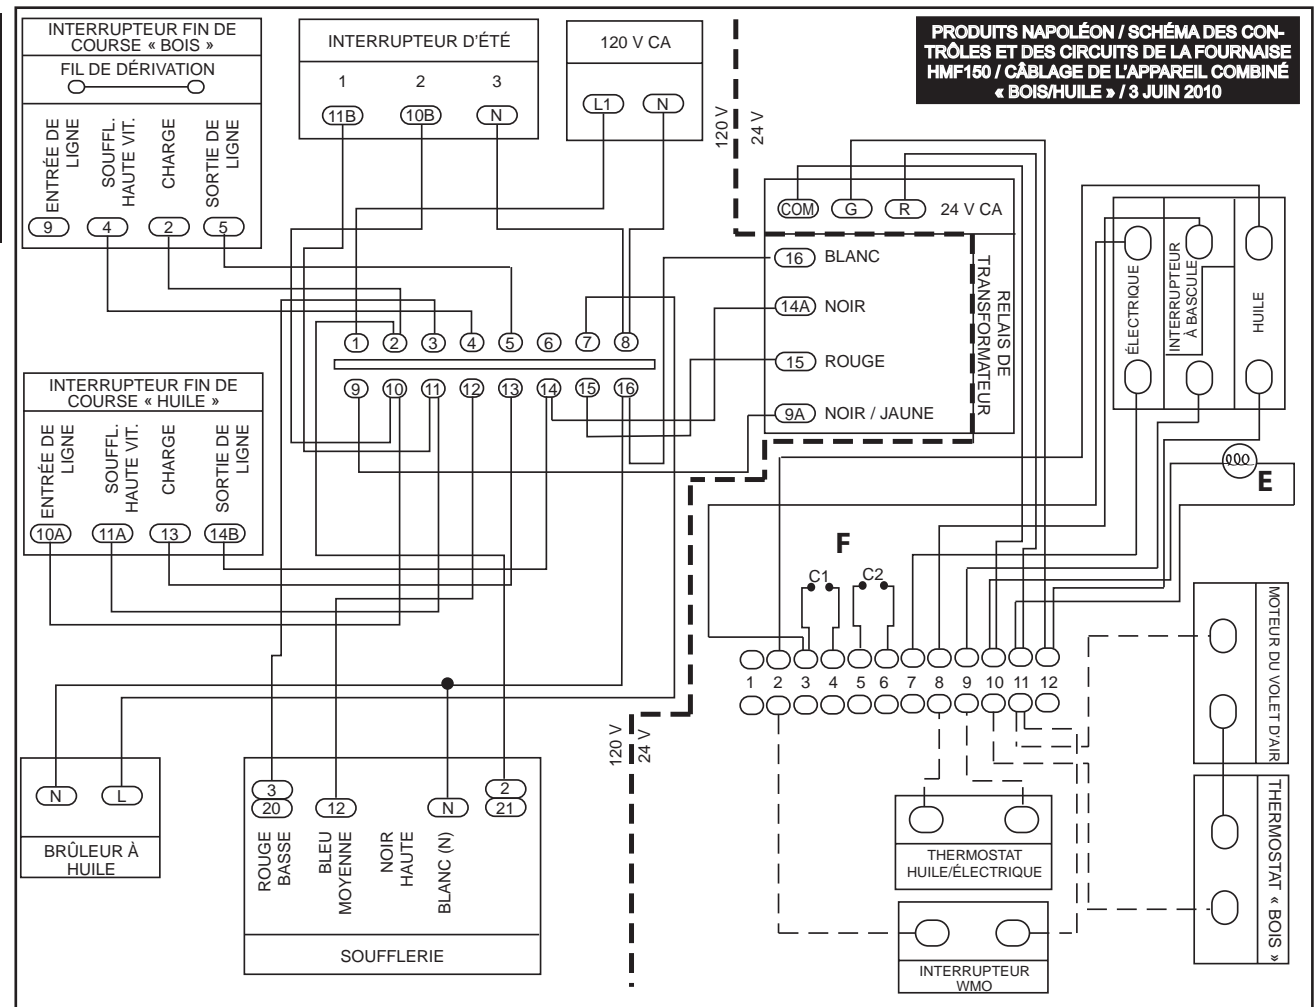 PRODUITS NAPOLÉON / SCHÉMA DES CON-
TRÔLES ET DES CIRCUITS DE LA FOURNAISE
HMF150 / CÂBLAGE DE L'APPAREIL COMBINÉ
« BOIS/HUILE » / 3 JUIN 2010
INTERRUPTEUR FIN DE
COURSE « BOIS »
FIL DE DÉRIVATION
ENTRÉE DE
LIGNE
SOUFFL.
HAUTE VIT.
CHARGE
SORTIE DE
LIGNE
9 4 2 5
INTERRUPTEUR D'ÉTÉ
1 2 3
11B 10B N
120 V CA
L1 N
120 V
24 V
COM G R 24 V CA
16 BLANC
14A NOIR
15 ROUGE
9A NOIR / JAUNE
RELAIS DE
TRANSFORMATEUR
ÉLECTRIQUE
INTERRUPTEUR
À BASCULE
HUILE
1 2 3 4 5 6 7 8
9 10 11 12 13 14 15 16
INTERRUPTEUR FIN DE
COURSE « HUILE »
ENTRÉE DE
LIGNE
SOUFFL.
HAUTE VIT.
CHARGE
SORTIE DE
LIGNE
10A 11A 13 14B
E
F
C1 C2
1 2 3 4 5 6 7 8 9 10 11 12
MOTEUR DU VOLET D'AIR
THERMOSTAT « BOIS »
120 V
24 V
N L
BRÛLEUR À
HUILE
3
20
12
N
2
21
ROUGE
BASSE
BLEU
MOYENNE
NOIR
HAUTE
BLANC (N)
SOUFFLERIE
THERMOSTAT
HUILE/ÉLECTRIQUE
INTERRUPTEUR
WMO